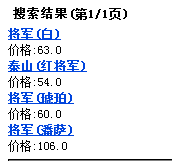 搜索结果(第1/1页)
将军(白)
价格:63.0
泰山(红将军)
价格:54.0
将军(琥珀)
价格:60.0
将军(潘萨)
价格:106.0